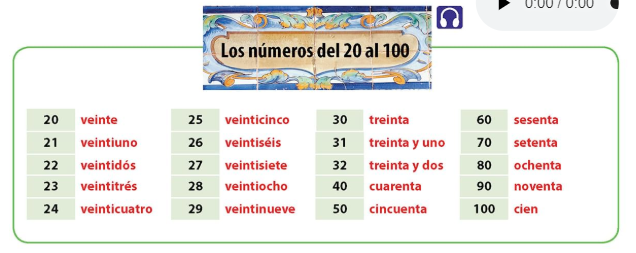 0:00 / 0:00
Los números del 20 al 100
20 veinte 25 veinticinco 30 treinta 60 sesenta
21 veintiuno 26 veintiséis 31 treinta y uno 70 setenta
22 veintidós 27 veintisiete 32 treinta y dos 80 ochenta
23 veintitrés 28 veintiocho 40 cuarenta 90 noventa
24 veinticuatro 29 veintinueve 50 cincuenta 100 cien